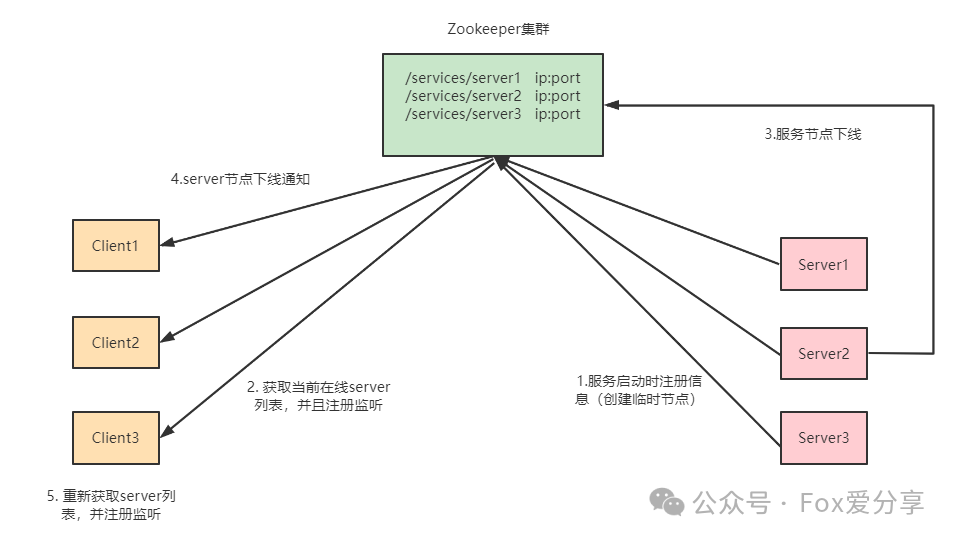 Zookeeper集群
/services/server1 ip:port
/services/server2 ip:port
/services/server3 ip:port
3.服务节点下线
4.server节点下线通知
Client1
Server1
Client2
Server2
2. 获取当前在线server
列表，并且注册监听
1.服务启动时注册信
息（创建临时节点）
Client3
Server3
5. 重新获取server列
表，并注册监听
公众号 · Fox爱分享